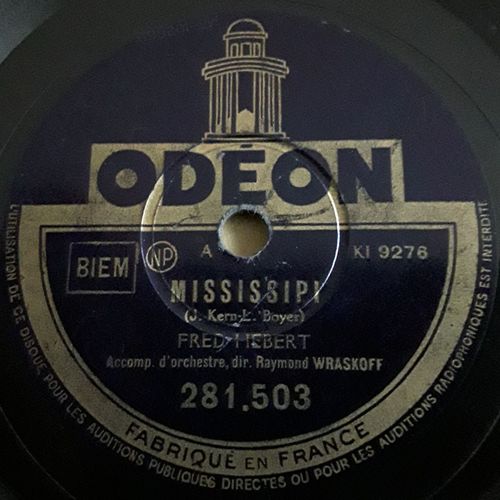 ODÉON
BIEM
NP
A
KI 9276
MISSISSIPI
(J. Kern-L. Boyer)
FRED HEBERT
Accomp. d'orchestre, dir. Raymond WRASKOFF
281.503
FABRIQUÉ EN FRANCE
L'UTILISATION DE CE DISQUE POUR LES AUDITIONS PUBLIQUES DIRECTES OU POUR LES AUDITIONS RADIOPHONIQUES EST INTERDITE